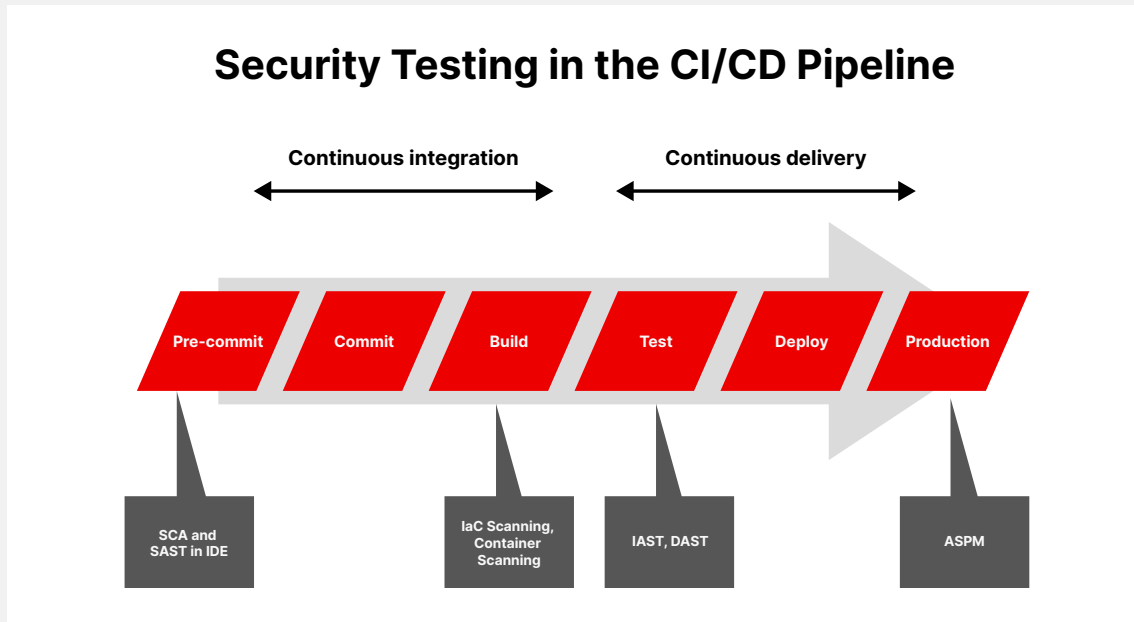 Security Testing in the CI/CD Pipeline
Continuous integration
Continuous delivery
Pre-commit
Commit
Build
Test
Deploy
Production
SCA and
SAST in IDE
IaC Scanning,
Container
Scanning
IAST, DAST
ASPM